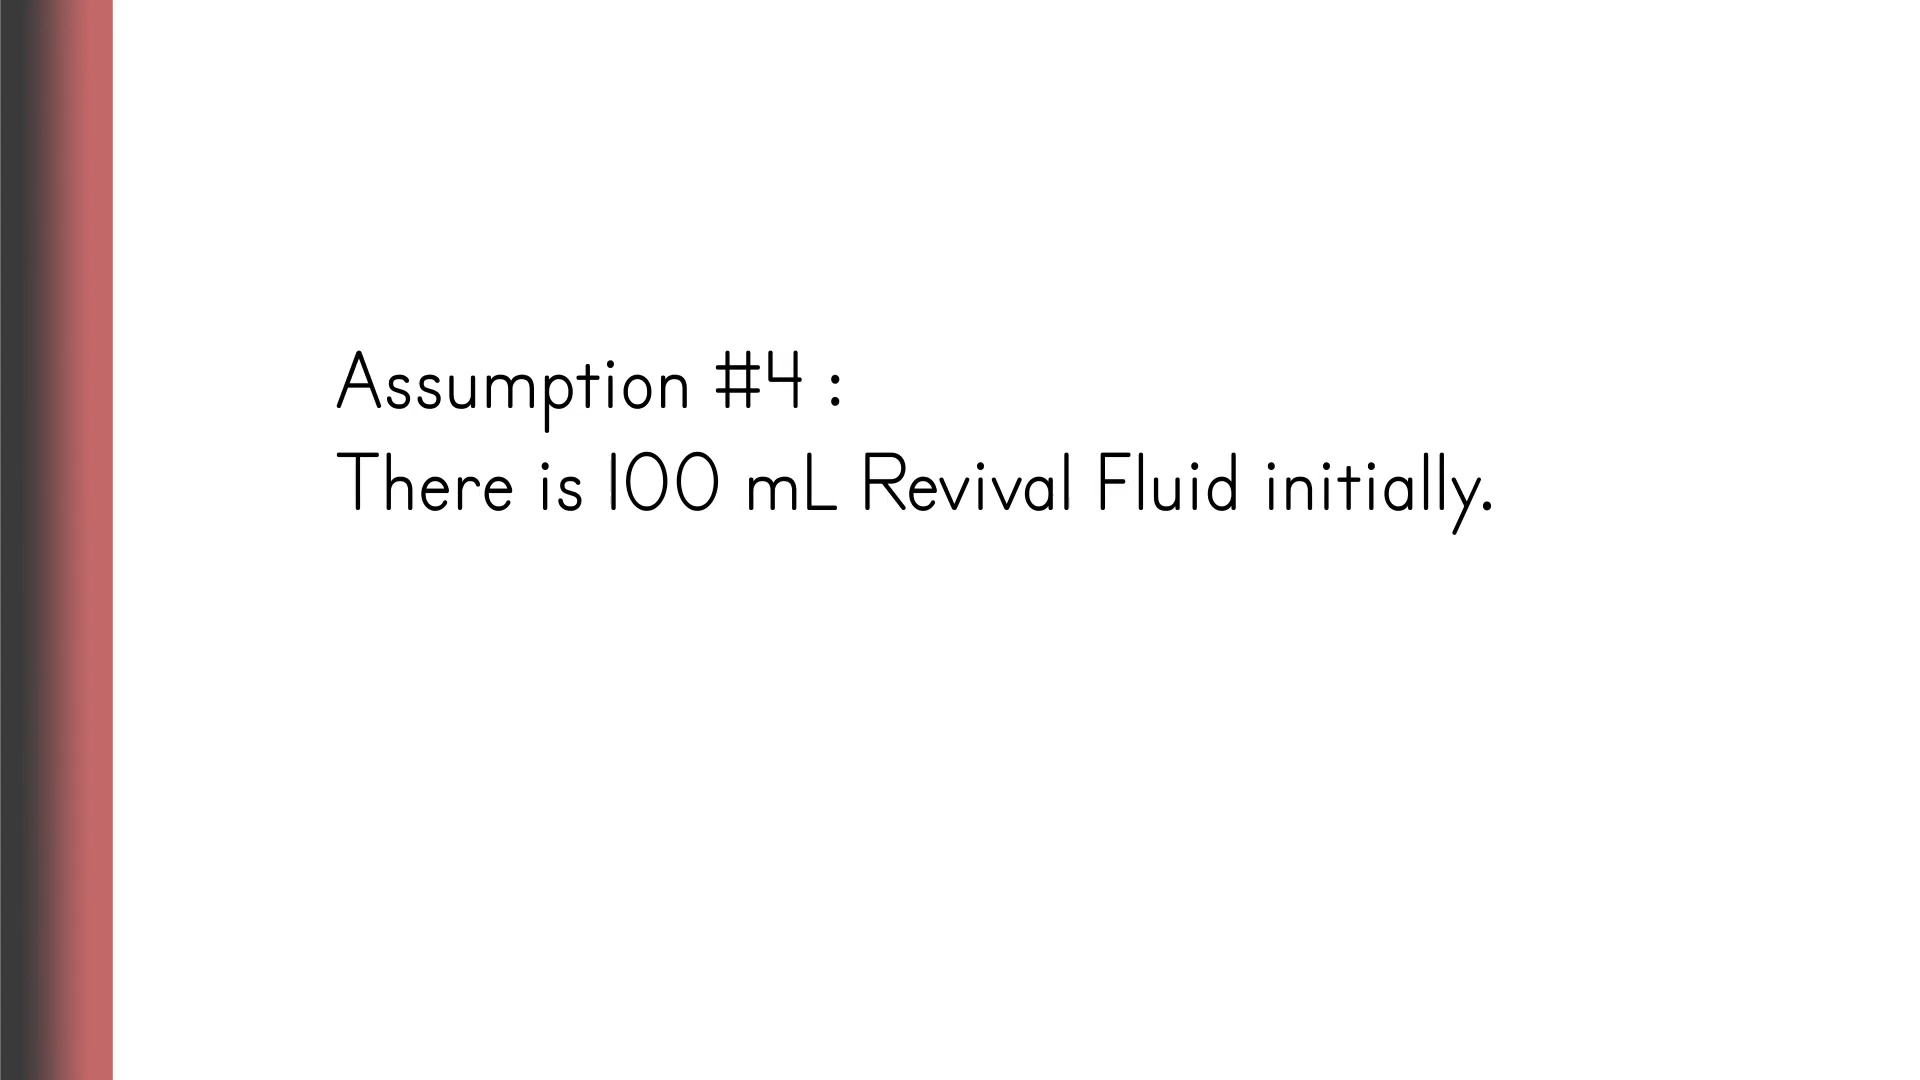 Assumption #4 :
There is 100 mL Revival Fluid initially.